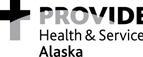 PROVIDE
Health & Service
Alaska